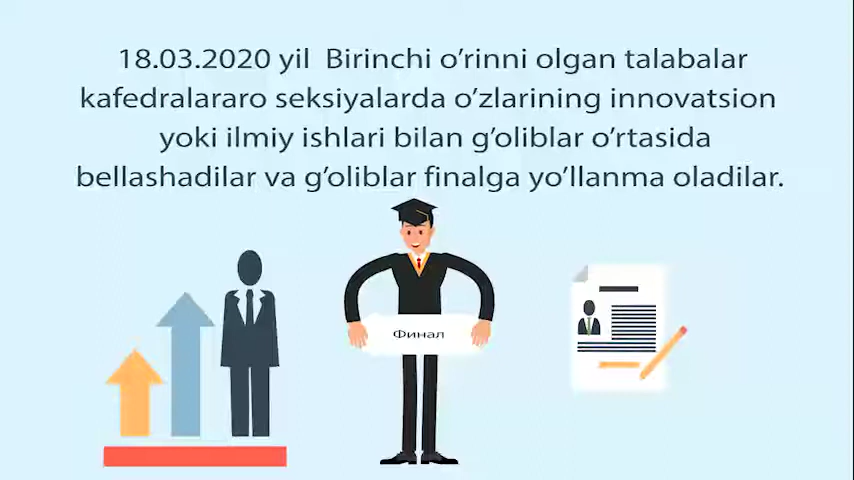 18.03.2020 yil Birinchi o’rinni olgan talabalar
kafedralararo seksiyalarda o’zlarining innovatsion
yoki ilmiy ishlari bilan g’oliblar o’rtasida
bellashadilar va g’oliblar finalga yo’llanma oladilar.
Финал